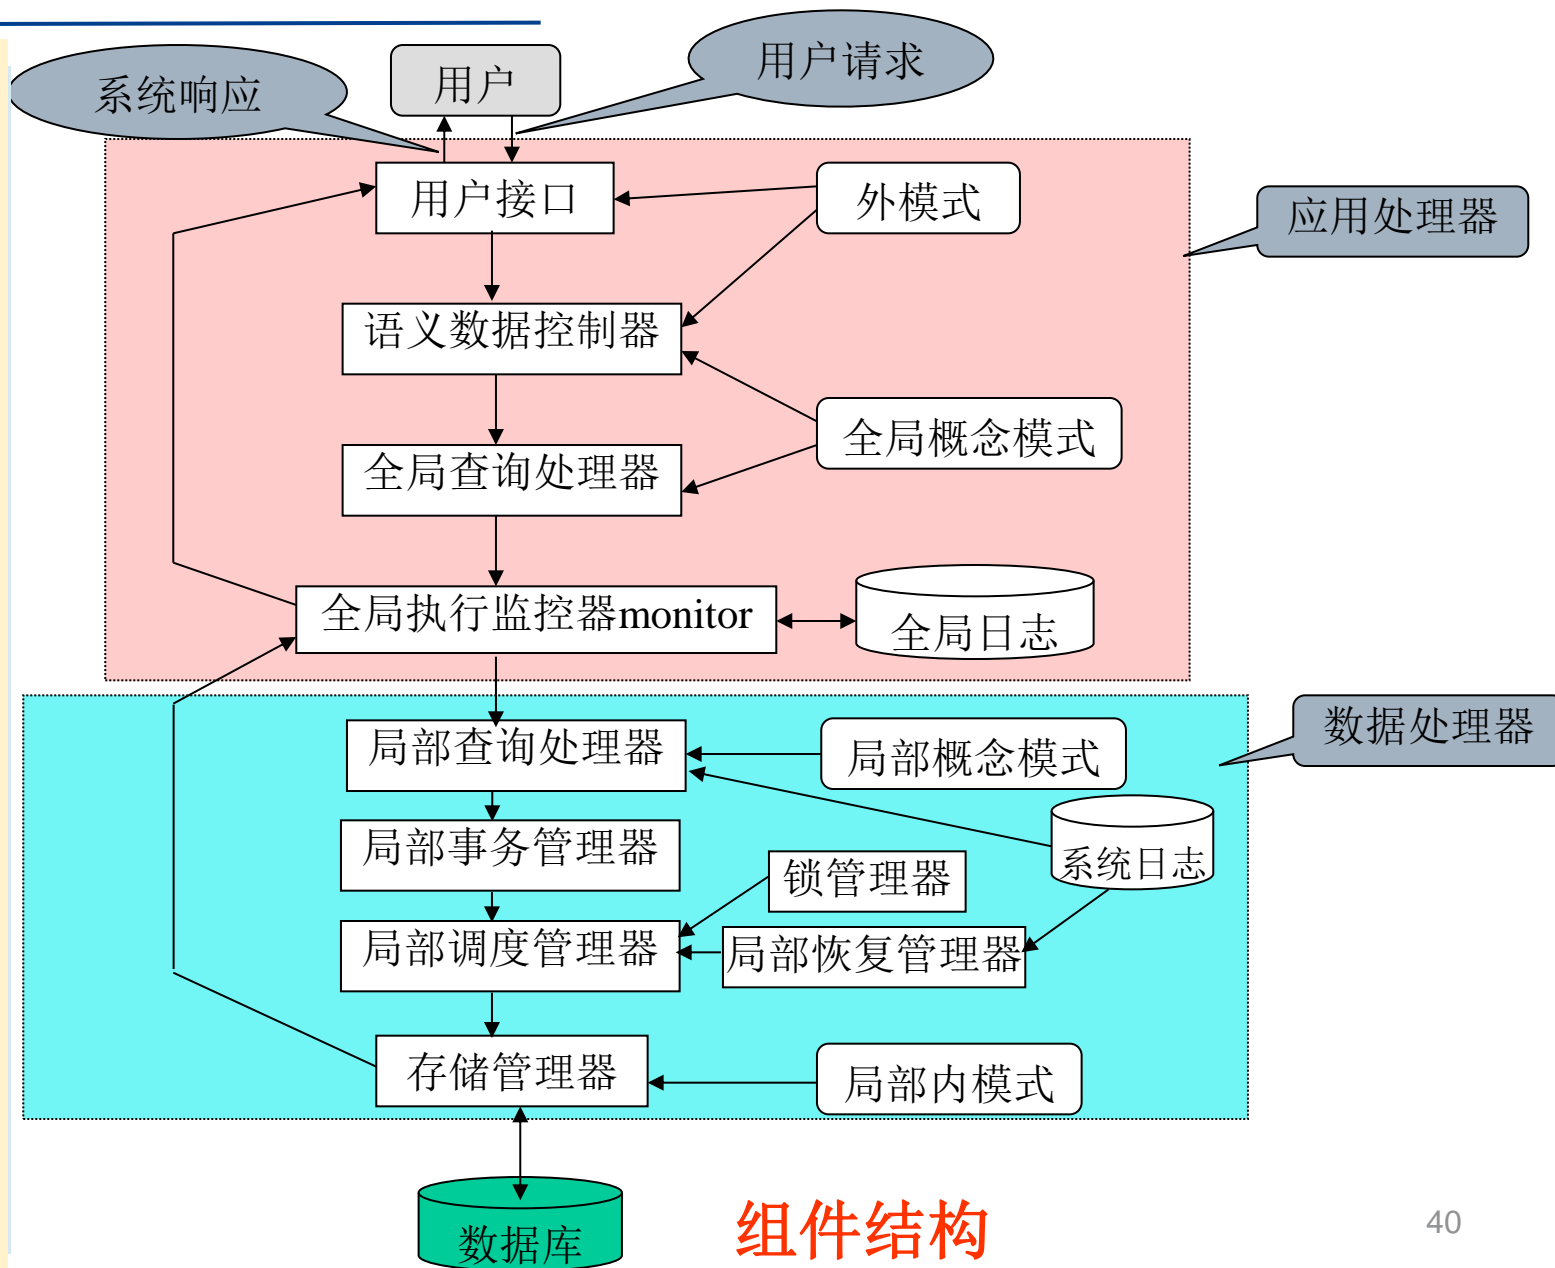 用户请求
系统响应
用户
用户接口
外模式
应用处理器
语义数据控制器
全局概念模式
全局查询处理器
全局执行监控器monitor
全局日志
数据处理器
局部查询处理器
局部概念模式
局部事务管理器
系统日志
锁管理器
局部调度管理器
局部恢复管理器
存储管理器
局部内模式
数据库
组件结构
40